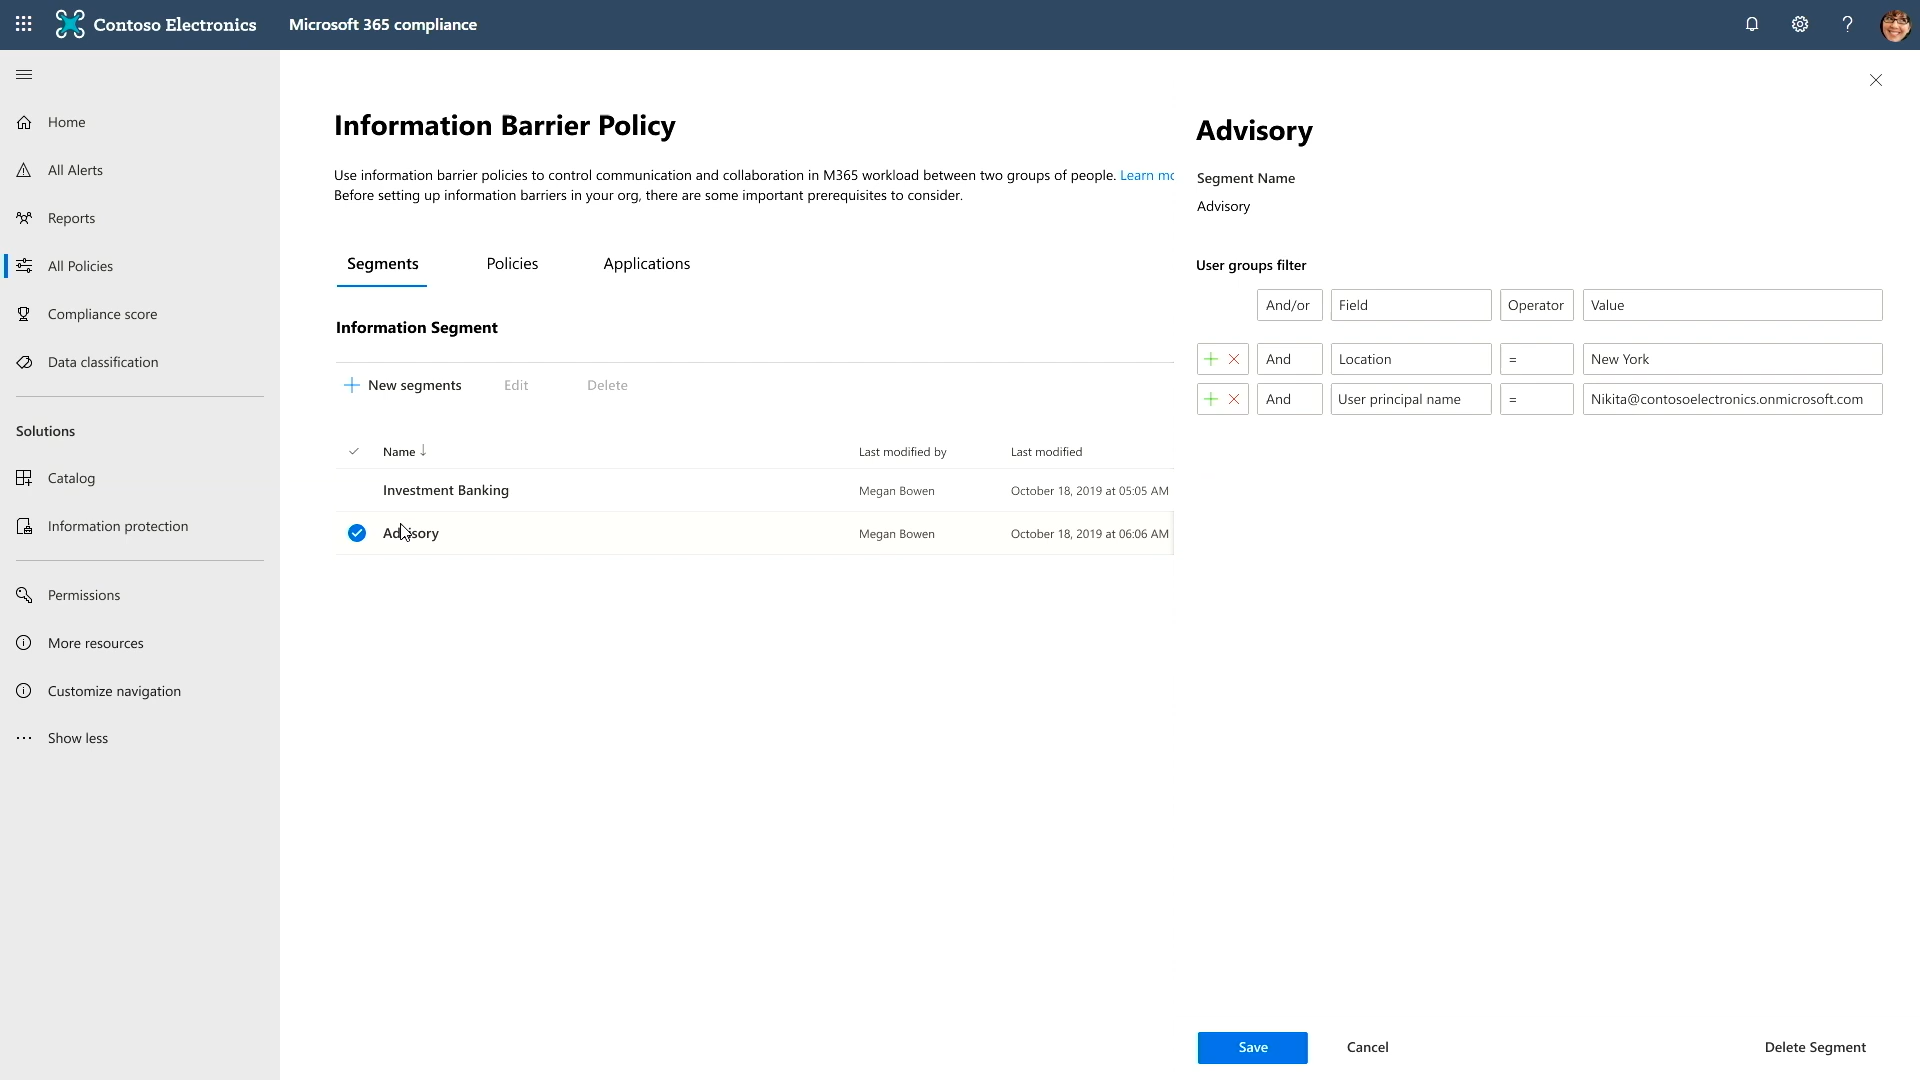 Contoso Electronics
Microsoft 365 compliance
Home
All Alerts
Reports
All Policies
Compliance score
Data classification
Solutions
Catalog
Information protection
Permissions
More resources
Customize navigation
Show less
Information Barrier Policy
Use information barrier policies to control communication and collaboration in M365 workload between two groups of people. Learn mo
Before setting up information barriers in your org, there are some important prerequisites to consider.
Segments Policies Applications
Information Segment
New segments Edit Delete
Name Last modified by Last modified
Investment Banking Megan Bowen October 18, 2019 at 05:05 AM
Advisory Megan Bowen October 18, 2019 at 06:06 AM
Advisory
Segment Name
Advisory
User groups filter
And/or Field Operator Value
And Location = New York
And User principal name = Nikita@contosoelectronics.onmicrosoft.com
Save Cancel Delete Segment